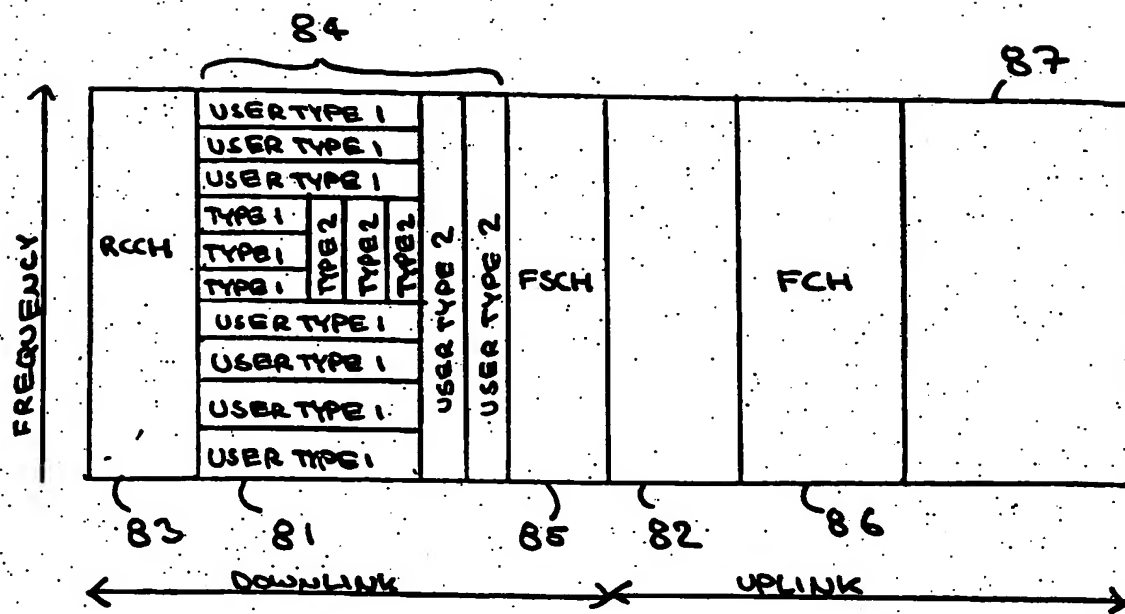 84
87
FREQUENCY
RCCH
USER TYPE 1
USER TYPE 1
USER TYPE 1
TYPE 1
TYPE 1
TYPE 1
TYPE 2
TYPE 2
TYPE 2
USER TYPE 1
USER TYPE 1
USER TYPE 1
USER TYPE 1
USER TYPE 2
USER TYPE 2
FSCH
FCH
83
81
85
82
86
DOWNLINK
UPLINK